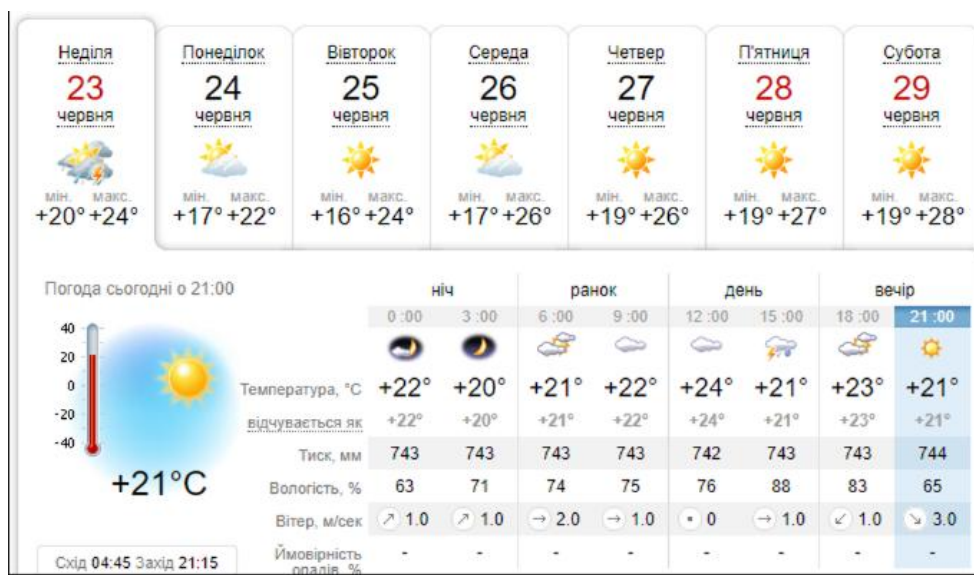 Неділя Понеділок Вівторок Середа Четвер П'ятниця Субота
23 24 25 26 27 28 29
червня червня червня червня червня червня червня
мін. макс. мін. макс. мін. макс. мін. макс. мін. макс. мін. макс. мін. макс.
+20° +24° +17° +22° +16° +24° +17° +26° +19° +26° +19° +27° +19° +28°
Погода сьогодні о 21:00
40
20
0
-20
-40
+21°C
Схід 04:45 Захід 21:15
ніч ранок день вечір
0 :00 3 :00 6 :00 9 :00 12 :00 15 :00 18 :00 21 :00
Температура, °C +22° +20° +21° +22° +24° +21° +23° +21°
відчувається як +22° +20° +21° +22° +24° +21° +23° +21°
Тиск, мм 743 743 743 743 742 743 743 744
Вологість, % 63 71 74 75 76 88 83 65
Вітер, м/сек 1.0 1.0 2.0 1.0 0 1.0 1.0 3.0
Ймовірність - - - - - - - -
опадів, %